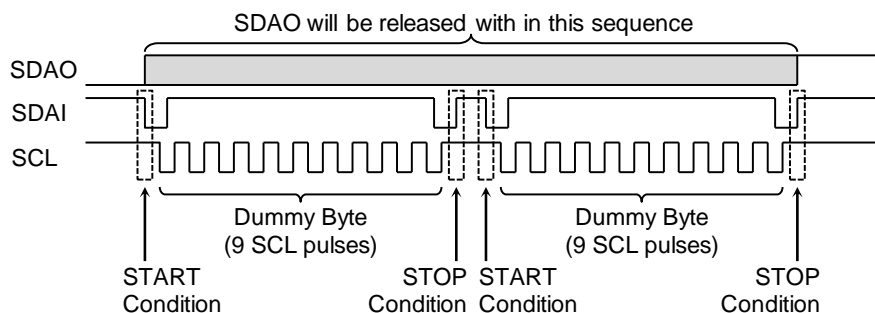 SDAO will be released with in this sequence
SDAO
SDAI
SCL
Dummy Byte
(9 SCL pulses)
Dummy Byte
(9 SCL pulses)
START
Condition
STOP
Condition
START
Condition
STOP
Condition